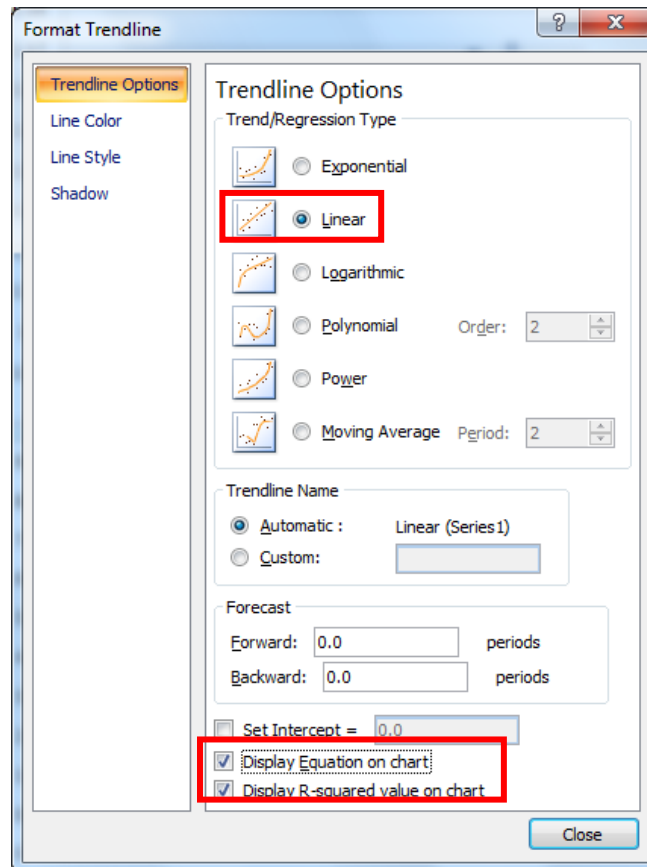 Format Trendline
Trendline Options
Line Color
Line Style
Shadow
Trendline Options
Trend/Regression Type
Exponential
Linear
Logarithmic
Polynomial Order: 2
Power
Moving Average Period: 2
Trendline Name
Automatic : Linear (Series1)
Custom:
Forecast
Forward: 0.0 periods
Backward: 0.0 periods
Set Intercept = 0.0
Display Equation on chart
Display R-squared value on chart
Close